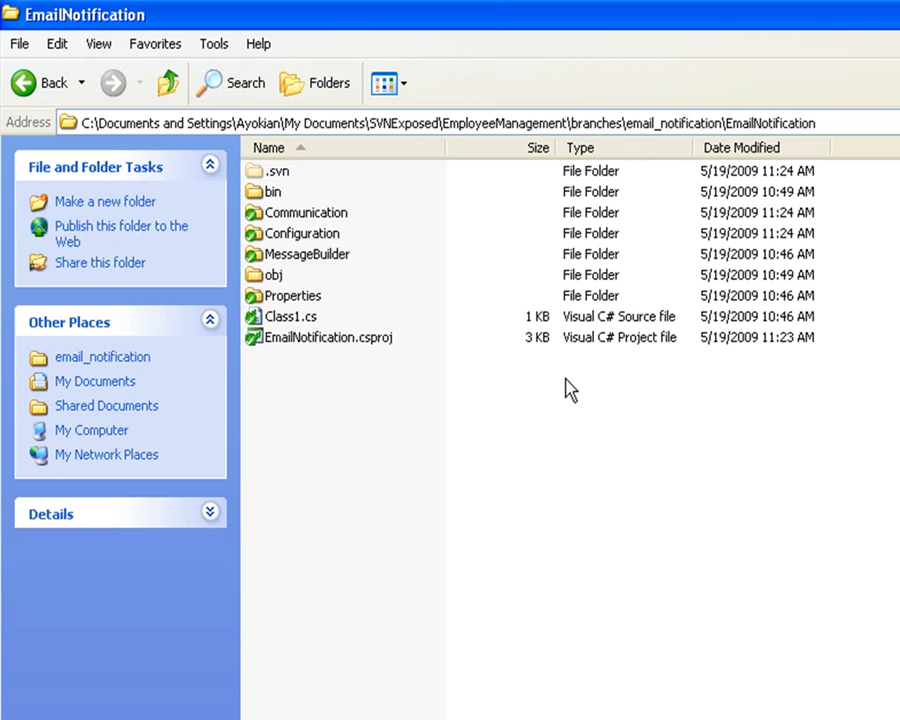 EmailNotification
File Edit View Favorites Tools Help
Back Search Folders
Address C:\Documents and Settings\Ayokian\My Documents\SVNExposed\EmployeeManagement\branches\email_notification\EmailNotification
File and Folder Tasks
Make a new folder
Publish this folder to the
Web
Share this folder
Other Places
email_notification
My Documents
Shared Documents
My Computer
My Network Places
Details
Name Size Type Date Modified
.svn File Folder 5/19/2009 11:24 AM
bin File Folder 5/19/2009 10:49 AM
Communication File Folder 5/19/2009 11:24 AM
Configuration File Folder 5/19/2009 11:24 AM
MessageBuilder File Folder 5/19/2009 10:46 AM
obj File Folder 5/19/2009 10:49 AM
Properties File Folder 5/19/2009 10:46 AM
Class1.cs 1 KB Visual C# Source file 5/19/2009 10:46 AM
EmailNotification.csproj 3 KB Visual C# Project file 5/19/2009 11:23 AM